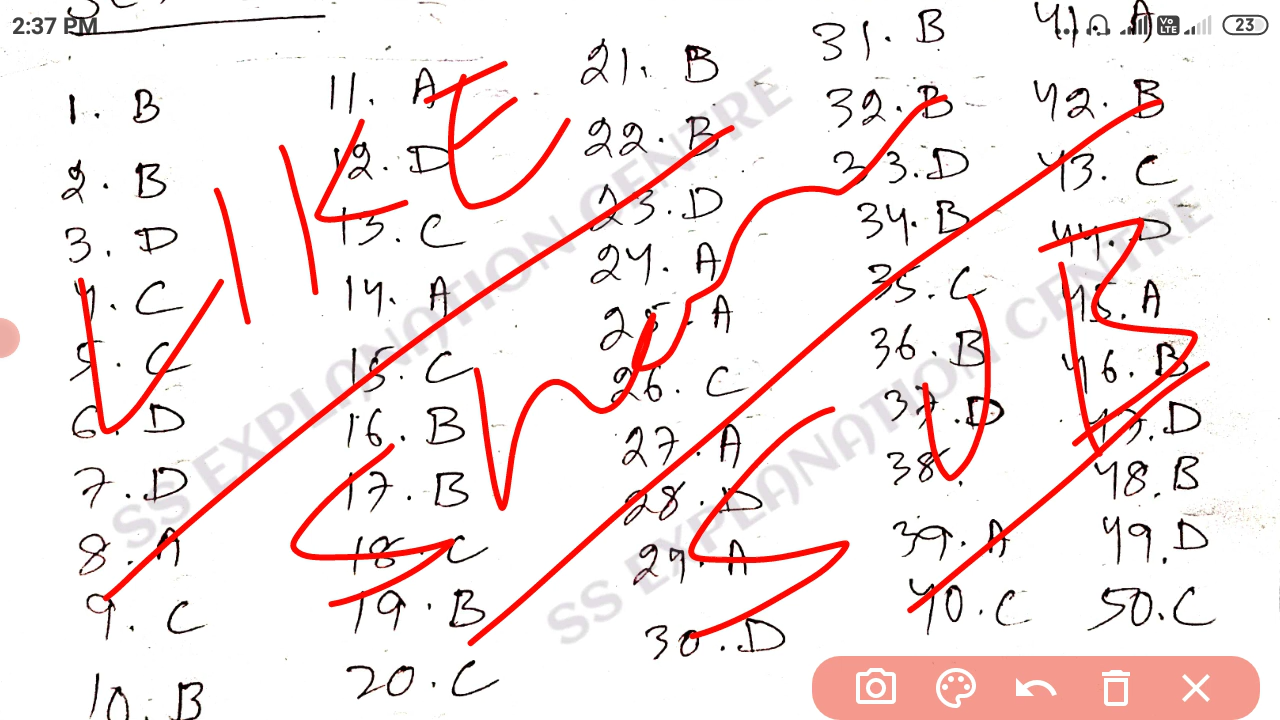 2:37 PM
23
1. B
2. B
3. D
4. C
5. C
6. D
7. D
8. A
9. C
10. B
11. A
12. D
13. C
14. A
15. C
16. B
17. B
18. C
19. B
20. C
21. B
22. B
23. D
24. A
25. A
26. C
27. A
28. D
29. A
30. D
31. B
32. B
33. D
34. B
35. C
36. B
37. D
38.
39. A
40. C
41. A
42. B
43. C
44. D
45. A
46. B
47. D
48. B
49. D
50. C
LIKE
SUB
SS EXPLANATION CENTRE
SS EXPLANATION CENTRE